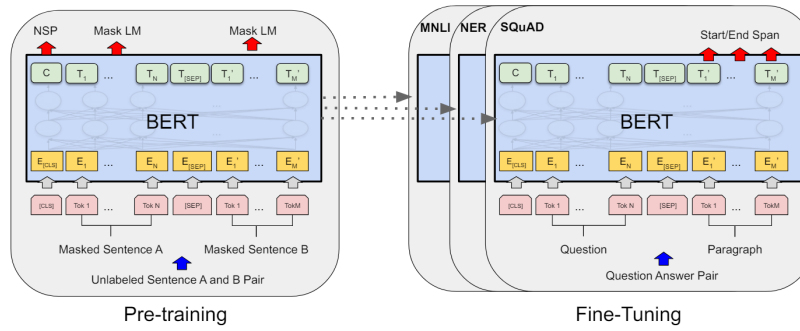 NSP Mask LM Mask LM
C T1 ... TN T[SEP] T1' ... TM'
BERT
E[CLS] E1 ... EN E[SEP] E1' ... EM'
[CLS] Tok 1 ... Tok N [SEP] Tok 1 ... TokM
Masked Sentence A Masked Sentence B
Unlabeled Sentence A and B Pair
Pre-training
MNLI NER SQuAD
Start/End Span
C T1 ... TN T[SEP] T1' ... TM'
BERT
E[CLS] E1 ... EN E[SEP] E1' ... EM'
[CLS] Tok 1 ... Tok N [SEP] Tok 1 ... TokM
Question Paragraph
Question Answer Pair
Fine-Tuning